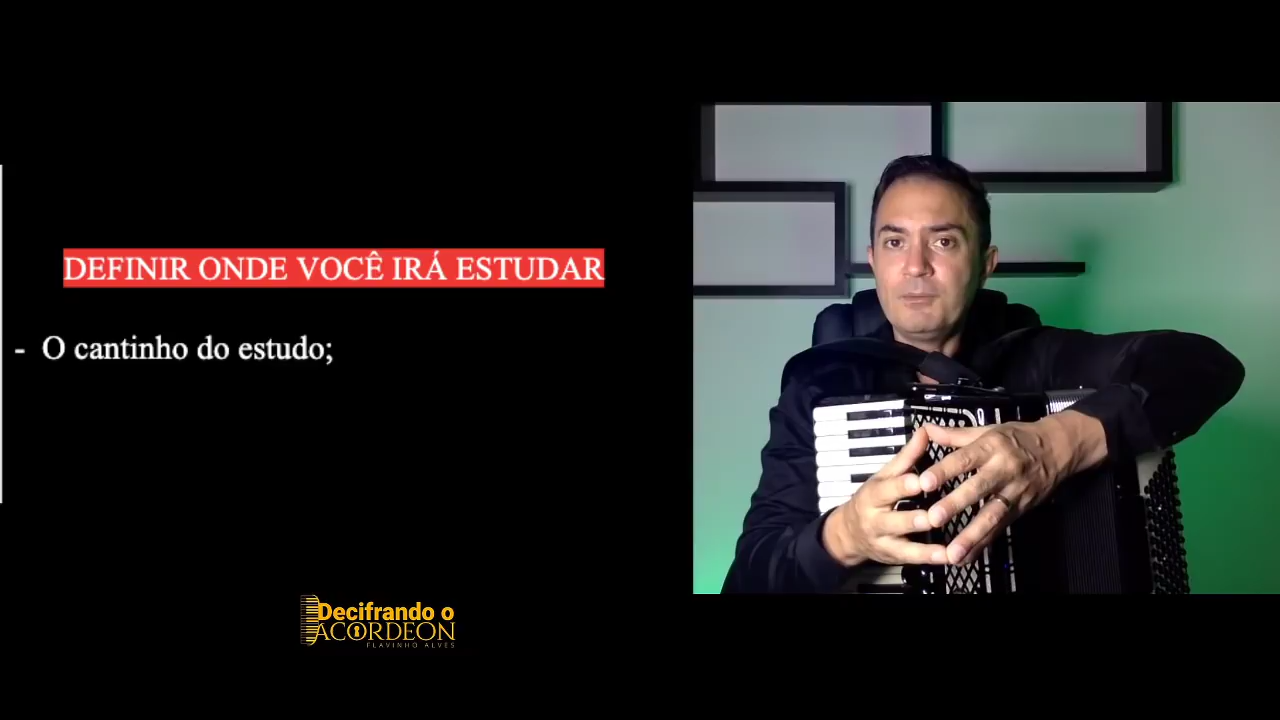 DEFINIR ONDE VOCÊ IRÁ ESTUDAR
- O cantinho do estudo;
Decifrando o
ACORDEON
FLAVINHO ALVES